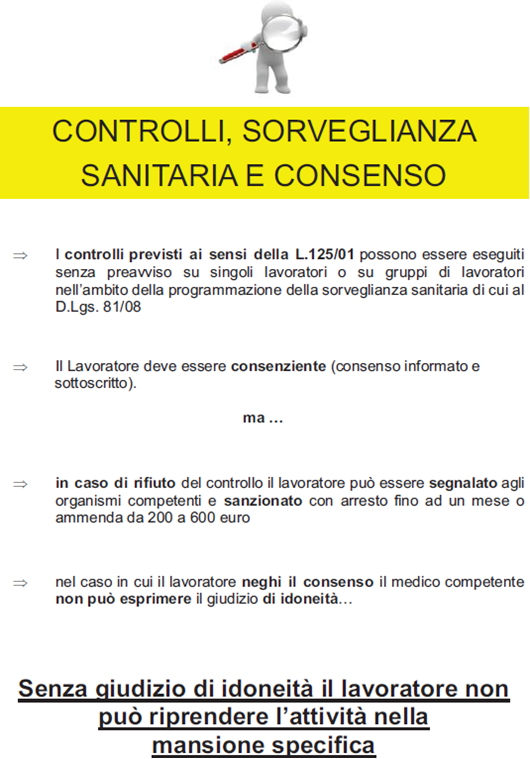 CONTROLLI, SORVEGLIANZA
SANITARIA E CONSENSO
⇒ I controlli previsti ai sensi della L.125/01 possono essere eseguiti
senza preavviso su singoli lavoratori o su gruppi di lavoratori
nell’ambito della programmazione della sorveglianza sanitaria di cui al
D.Lgs. 81/08
⇒ Il Lavoratore deve essere consenziente (consenso informato e
sottoscritto).
ma …
⇒ in caso di rifiuto del controllo il lavoratore può essere segnalato agli
organismi competenti e sanzionato con arresto fino ad un mese o
ammenda da 200 a 600 euro
⇒ nel caso in cui il lavoratore neghi il consenso il medico competente
non può esprimere il giudizio di idoneità…
Senza giudizio di idoneità il lavoratore non
può riprendere l’attività nella
mansione specifica